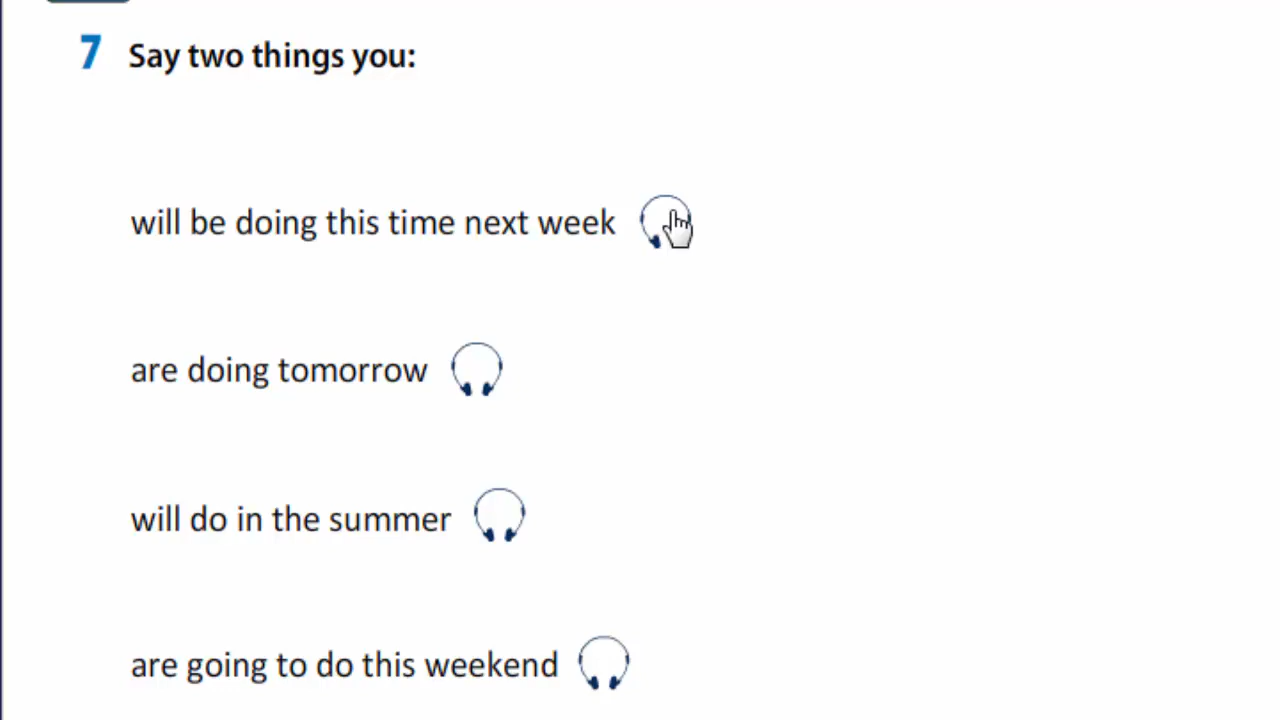 7 Say two things you:
will be doing this time next week
are doing tomorrow
will do in the summer
are going to do this weekend